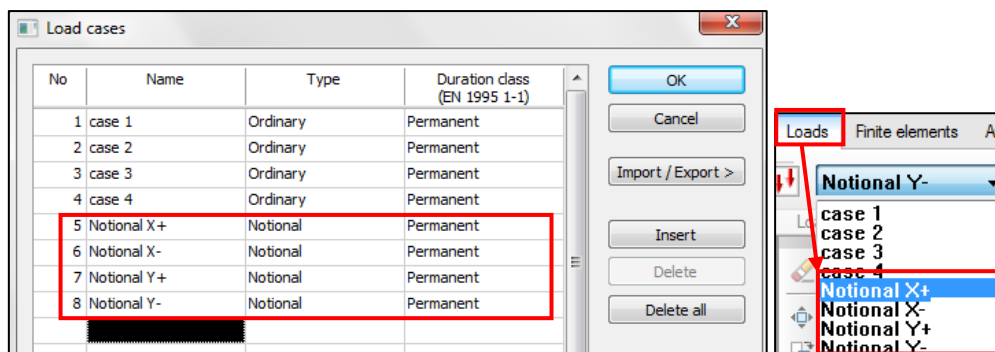 Load cases
No Name Type Duration class (EN 1995 1-1)
1 case 1 Ordinary Permanent
2 case 2 Ordinary Permanent
3 case 3 Ordinary Permanent
4 case 4 Ordinary Permanent
5 Notional X+ Notional Permanent
6 Notional X- Notional Permanent
7 Notional Y+ Notional Permanent
8 Notional Y- Notional Permanent
OK
Cancel
Import / Export >
Insert
Delete
Delete all
Loads Finite elements
Notional Y-
case 1
case 2
case 3
case 4
Notional X+
Notional X-
Notional Y+
Notional Y-